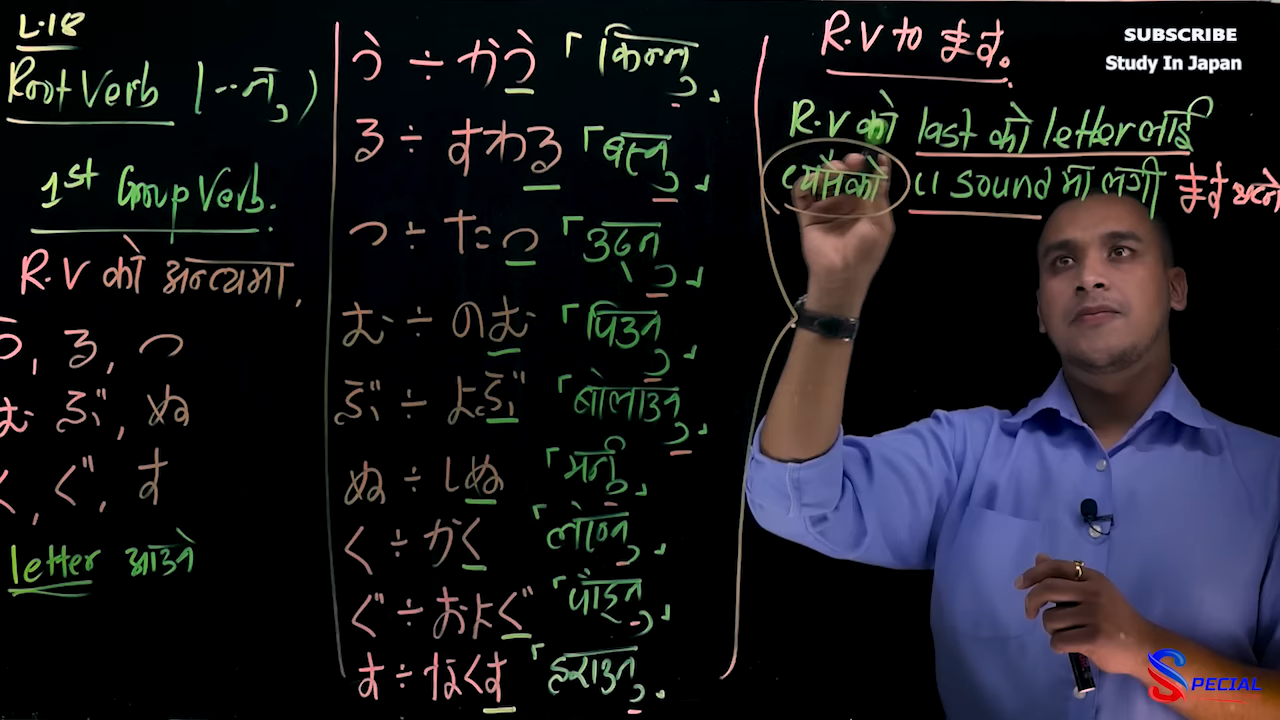 L-18
Root Verb (--नु)
1st Group Verb.
R.V को अन्त्यमा,
う, る, つ
む ぶ, ぬ
く, ぐ, す
letter आउने
う ÷ かう 「किन्नु」
る ÷ すわる 「बस्नु」
つ ÷ たつ 「उठ्नु」
む ÷ のむ 「पिउनु」
ぶ ÷ よぶ 「बोलाउनु」
ぬ ÷ しぬ 「मर्नु」
く ÷ かく 「लेख्नु」
ぐ ÷ およぐ 「पौडिनु」
す ÷ なくす 「हराउनु」
R.V to ます.
R.V को last को letter लाई
त्यसैको い sound मा लगी ます
SUBSCRIBE
Study In Japan
SPECIAL